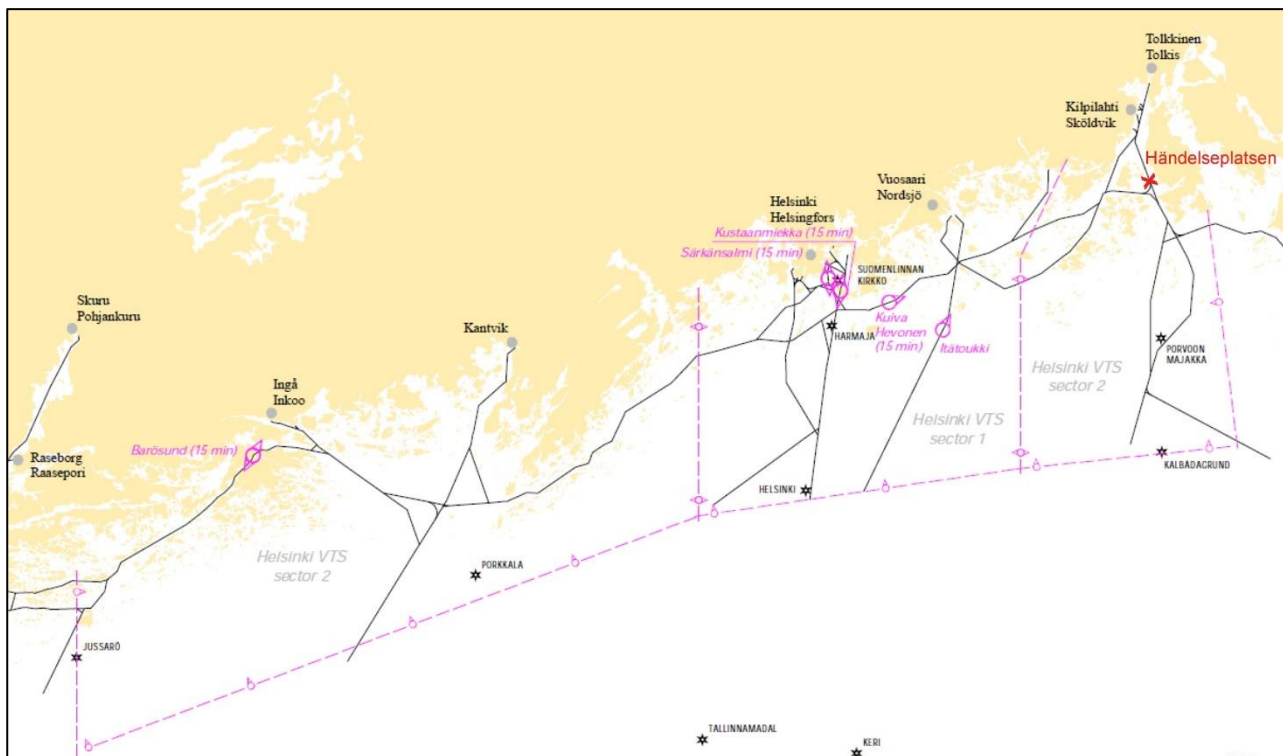 Tolkkinen
Tolkis
Kilpilahti
Sköldvik
Händelseplatsen
Vuosaari
Nordsjö
Helsinki
Helsingfors
Kustaanmiekka (15 min)
Särkänsalmi (15 min)
SUOMENLINNAN
KIRKKO
Skuru
Pohjankuru
Kantvik
HARMAJA
Kuiva
Hevonen
(15 min)
Itätoukki
PORVOON
MAJAKKA
Helsinki VTS
sector 2
Ingå
Inkoo
Helsinki VTS
sector 1
Barösund (15 min)
Raseborg
Raasepori
KALBÅDAGRUND
HELSINKI
Helsinki VTS
sector 2
PORKKALA
JUSSARÖ
TALLINNAMADAL
KERI